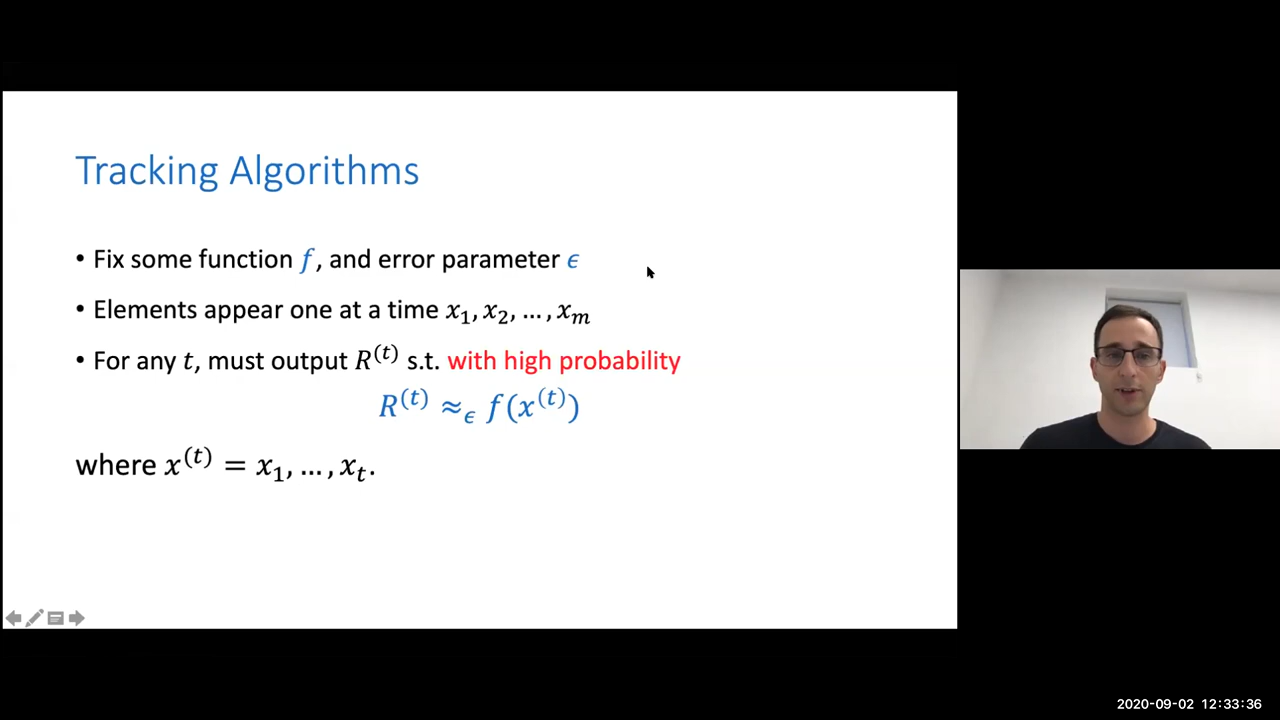 Tracking Algorithms
• Fix some function f, and error parameter ϵ
• Elements appear one at a time x₁, x₂, …, xₘ
• For any t, must output R⁽ᵗ⁾ s.t. with high probability
R⁽ᵗ⁾ ≈_ϵ f(x⁽ᵗ⁾)
where x⁽ᵗ⁾ = x₁, …, xₜ.
2020-09-02 12:33:36